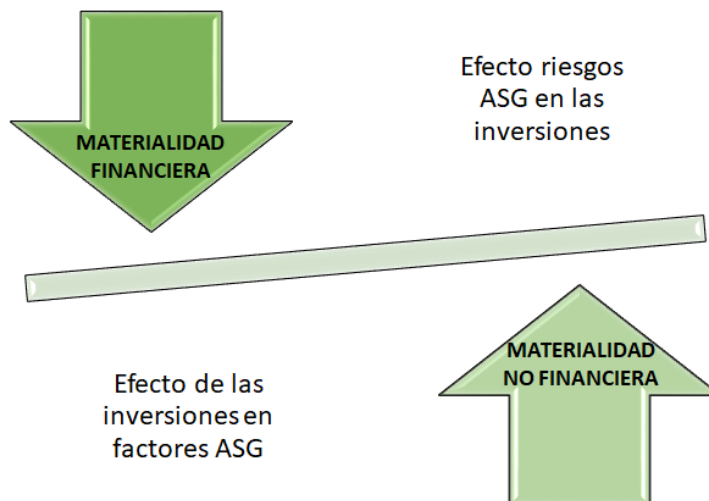 MATERIALIDAD
FINANCIERA
Efecto riesgos
ASG en las
inversiones
Efecto de las
inversiones en
factores ASG
MATERIALIDAD
NO FINANCIERA